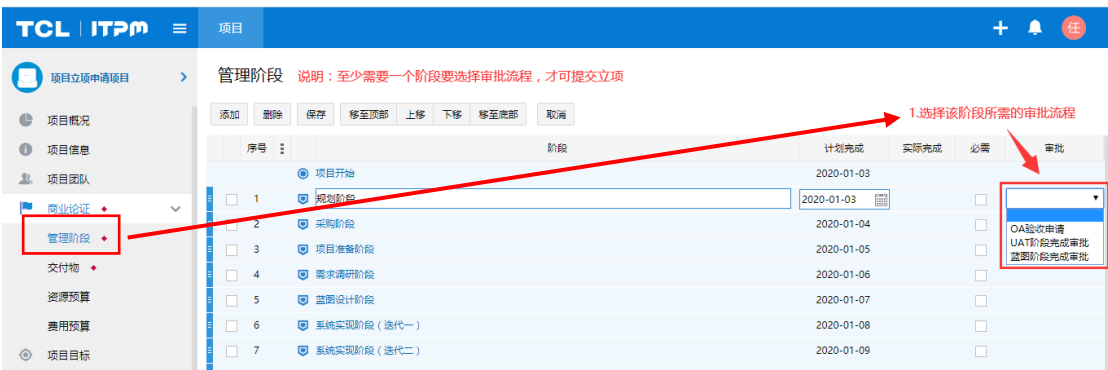 TCL ITPM 项目 任
项目立项申请项目
管理阶段 说明：至少需要一个阶段要选择审批流程，才可提交立项
添加 删除 保存 移至顶部 上移 下移 移至底部 取消
1.选择该阶段所需的审批流程
项目概况
项目信息
项目团队
商业论证
管理阶段
交付物
资源预算
费用预算
项目目标
序号 阶段 计划完成 实际完成 必需 审批
项目开始 2020-01-03
1 规划阶段 2020-01-03
2 采购阶段 2020-01-04
3 项目准备阶段 2020-01-05
4 需求调研阶段 2020-01-06
5 蓝图设计阶段 2020-01-07
6 系统实现阶段（迭代一） 2020-01-08
7 系统实现阶段（迭代二） 2020-01-09
OA验收申请
UAT阶段完成审批
蓝图阶段完成审批